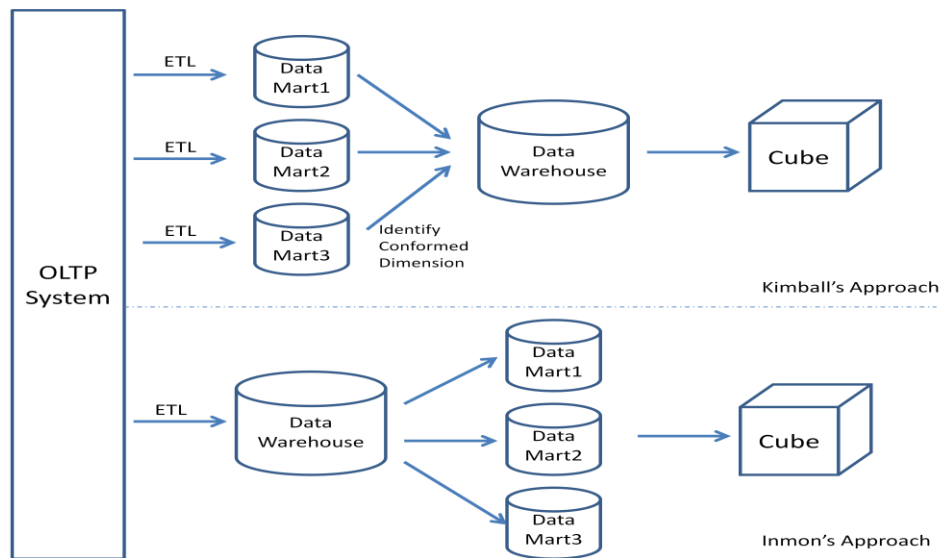 OLTP
System
ETL
Data
Mart1
ETL
Data
Mart2
ETL
Data
Mart3
Identify
Conformed
Dimension
Data
Warehouse
Cube
Kimball's Approach
ETL
Data
Warehouse
Data
Mart1
Data
Mart2
Data
Mart3
Cube
Inmon's Approach